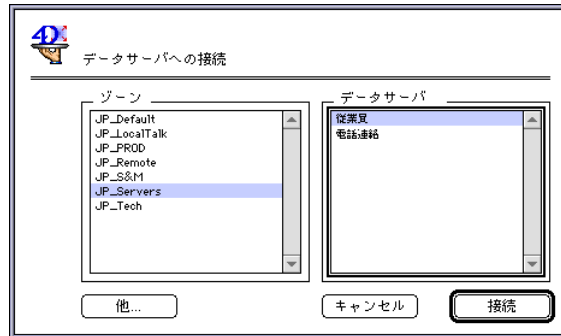 4D
データサーバへの接続
ゾーン
JP_Default
JP_LocalTalk
JP_PROD
JP_Remote
JP_S&M
JP_Servers
JP_Tech
データサーバ
従業員
電話連絡
他...
キャンセル
接続